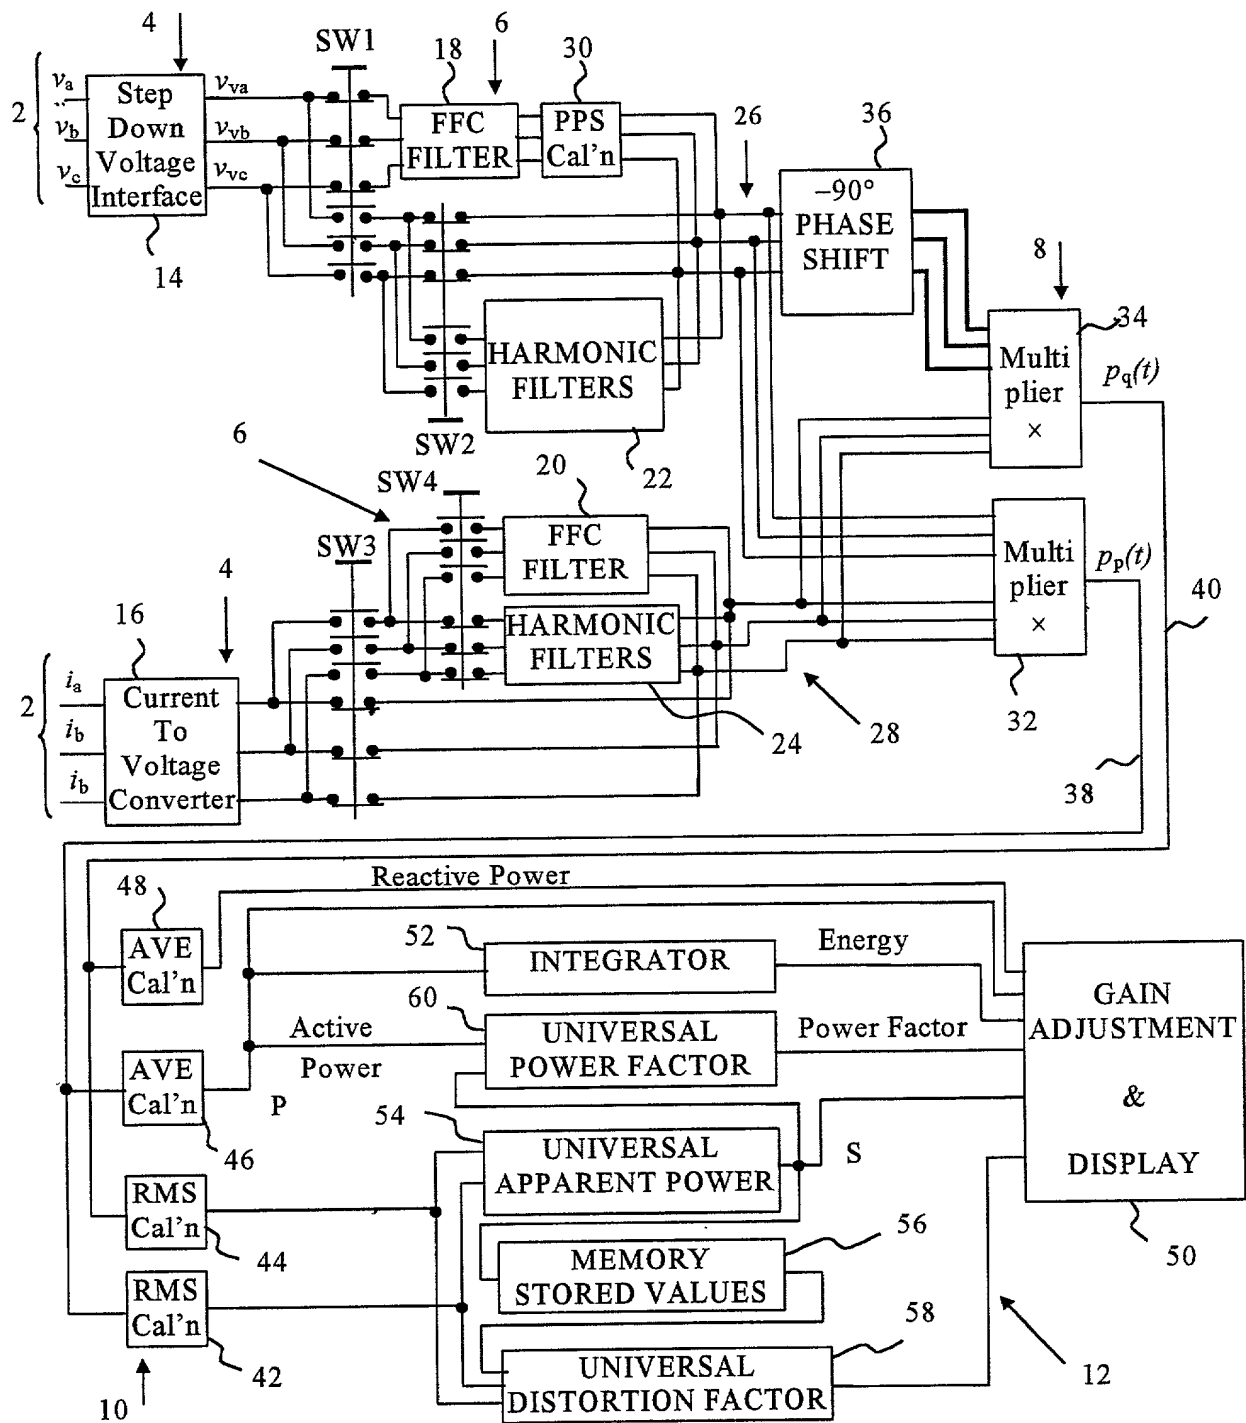 4
6
SW1
18
30
2
va
vb
vc
Step
Down
Voltage
Interface
vva
vvb
vvc
14
FFC
FILTER
PPS
Cal'n
26
36
–90°
PHASE
SHIFT
8
34
Multi
plier
×
pq(t)
HARMONIC
FILTERS
SW2
22
6
20
SW4
SW3
FFC
FILTER
HARMONIC
FILTERS
Multi
plier
×
pp(t)
40
4
16
2
ia
ib
ib
Current
To
Voltage
Converter
24
28
32
38
Reactive Power
48
AVE
Cal'n
52
INTEGRATOR
Energy
60
UNIVERSAL
POWER FACTOR
Power Factor
Active
Power
GAIN
ADJUSTMENT
&
DISPLAY
AVE
Cal'n
46
P
54
UNIVERSAL
APPARENT POWER
S
RMS
Cal'n
44
MEMORY
STORED VALUES
56
50
RMS
Cal'n
42
58
UNIVERSAL
DISTORTION FACTOR
12
10